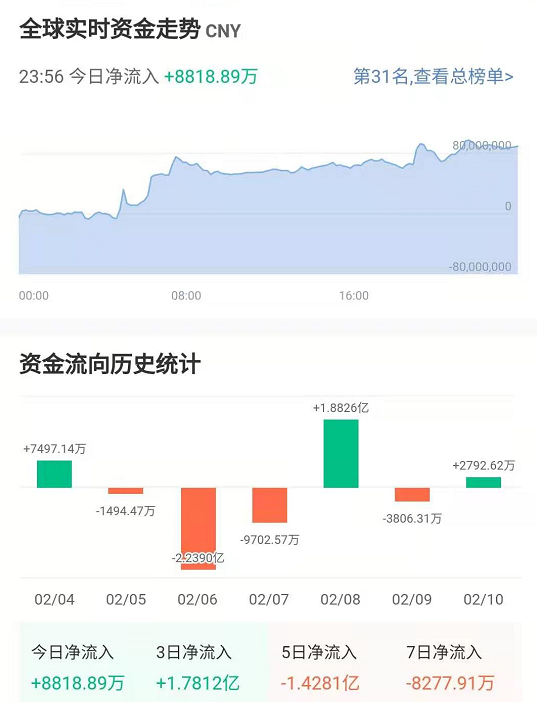 全球实时资金走势 CNY
23:56 今日净流入 +8818.89万 第31名,查看总榜单>
80,000,000
0
-80,000,000
00:00 08:00 16:00
资金流向历史统计
+1.8826亿
+7497.14万
+2792.62万
-1494.47万
-3806.31万
-9702.57万
-2.2390亿
02/04 02/05 02/06 02/07 02/08 02/09 02/10
今日净流入 3日净流入 5日净流入 7日净流入
+8818.89万 +1.7812亿 -1.4281亿 -8277.91万